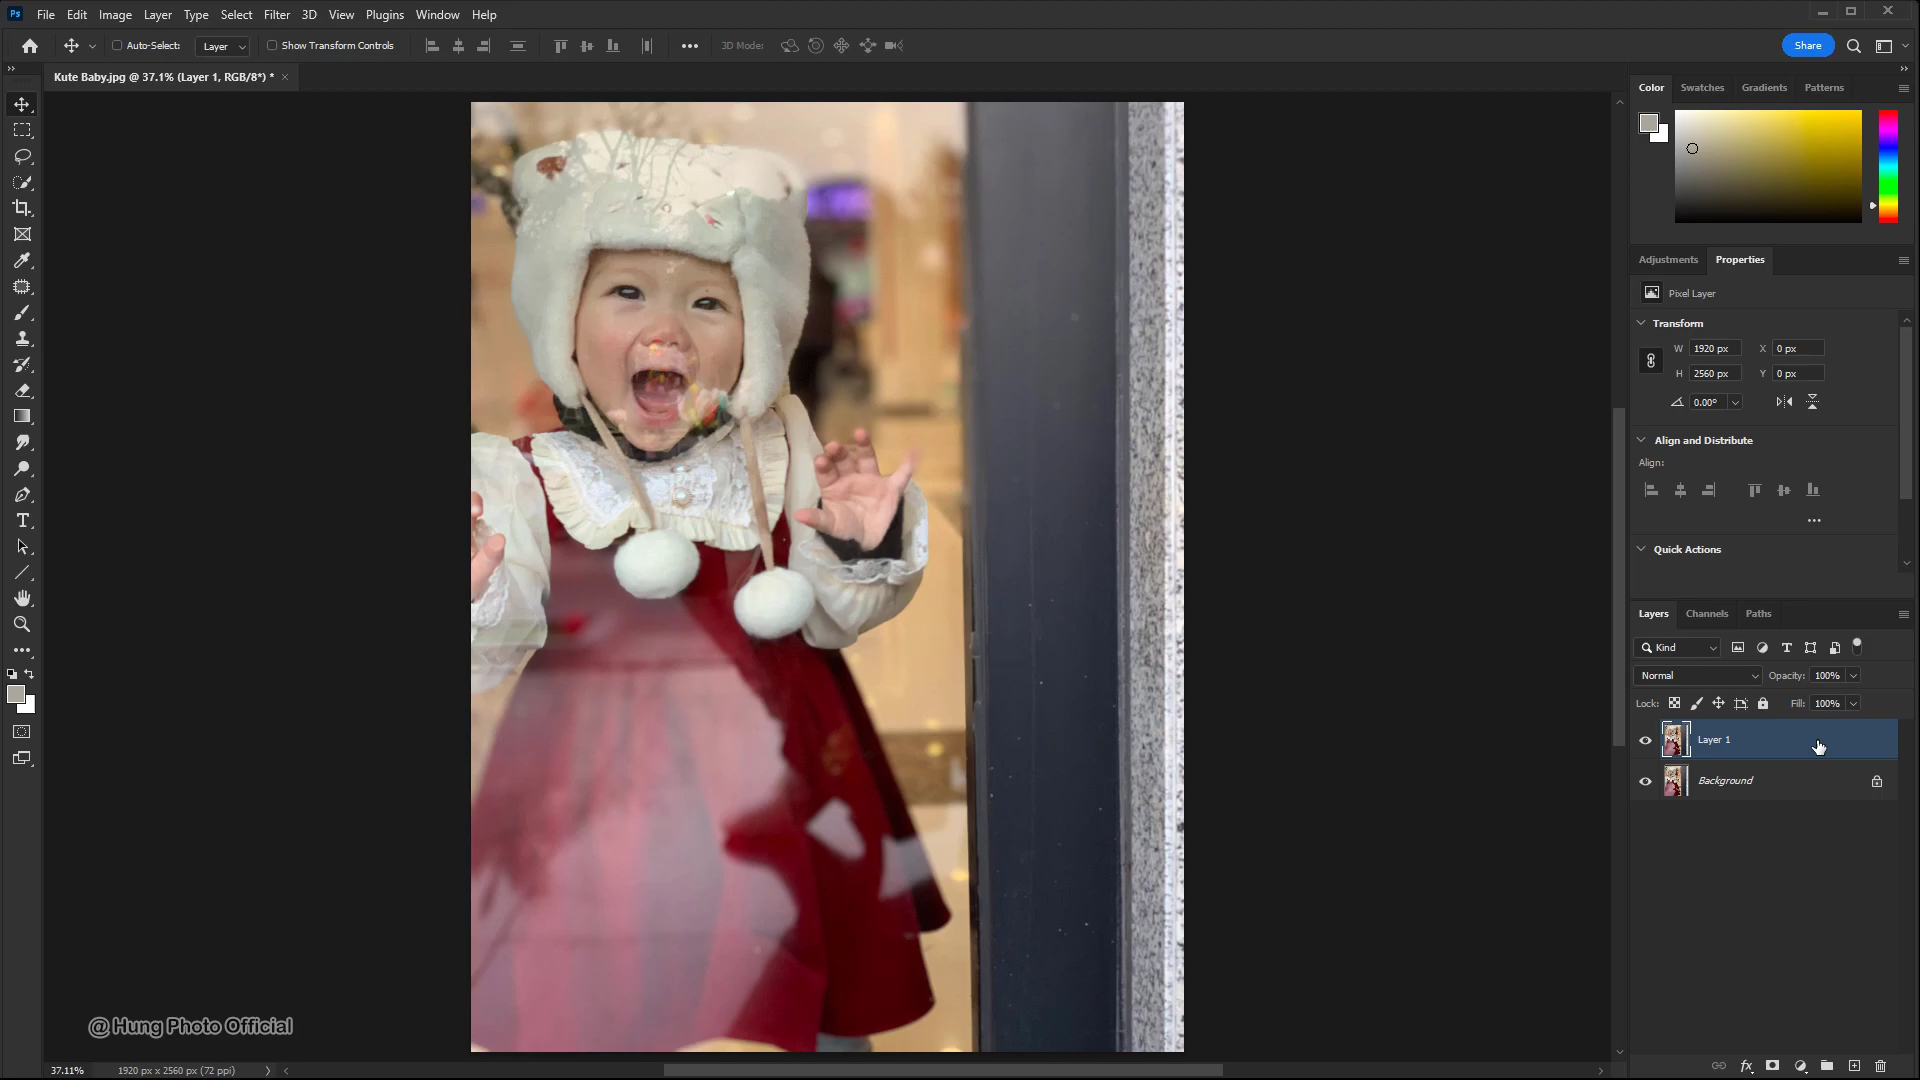 Ps File Edit Image Layer Type Select Filter 3D View Plugins Window Help
Auto-Select: Layer Show Transform Controls 3D Mode: Share
Kute Baby.jpg @ 37.1% (Layer 1, RGB/8*) *
Color Swatches Gradients Patterns
Adjustments Properties
Pixel Layer
Transform
W 1920 px X 0 px
H 2560 px Y 0 px
0.00°
Align and Distribute
Align:
Quick Actions
Layers Channels Paths
Kind
Normal Opacity: 100%
Lock: Fill: 100%
Layer 1
Background
@ Hung Photo Official
37.11% 1920 px x 2560 px (72 ppi)